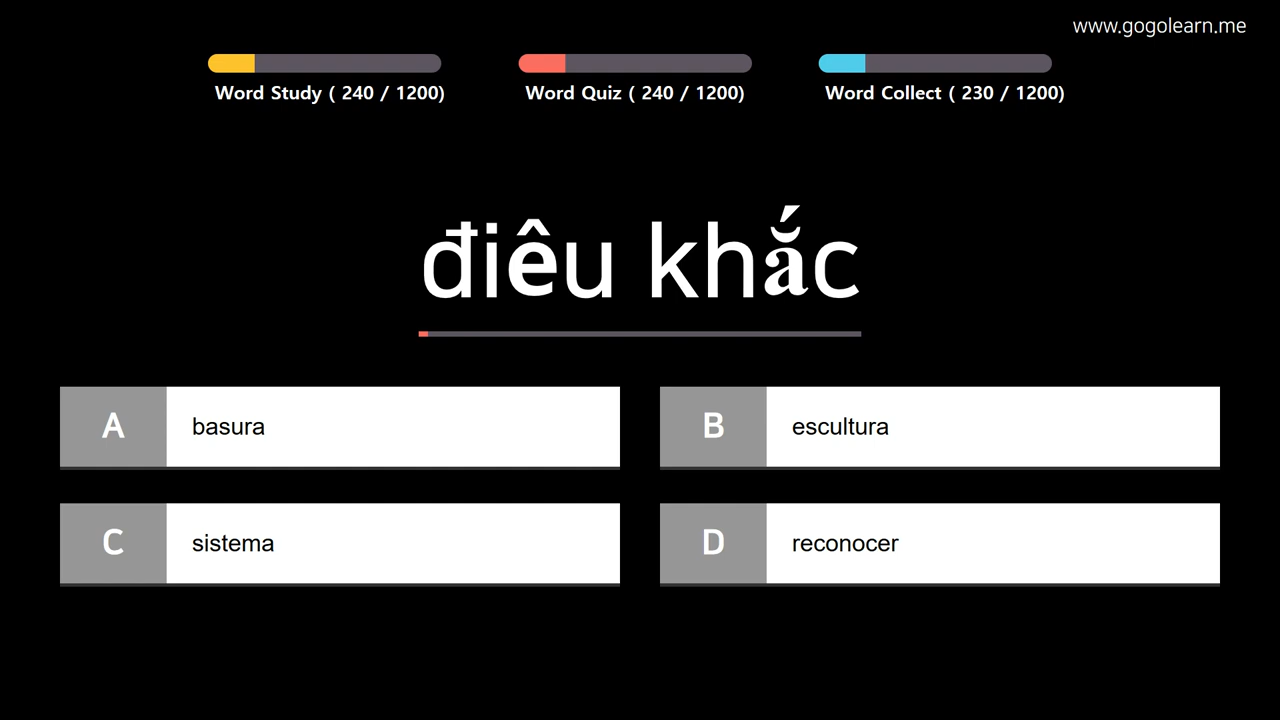 www.gogolearn.me
Word Study ( 240 / 1200)
Word Quiz ( 240 / 1200)
Word Collect ( 230 / 1200)
điêu khắc
A basura
B escultura
C sistema
D reconocer